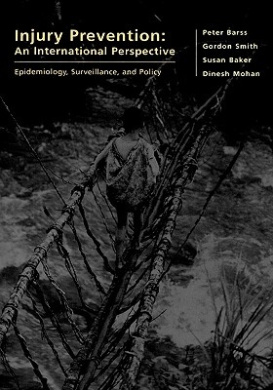 Injury Prevention:
An International Perspective
Epidemiology, Surveillance, and Policy
Peter Barss
Gordon Smith
Susan Baker
Dinesh Mohan